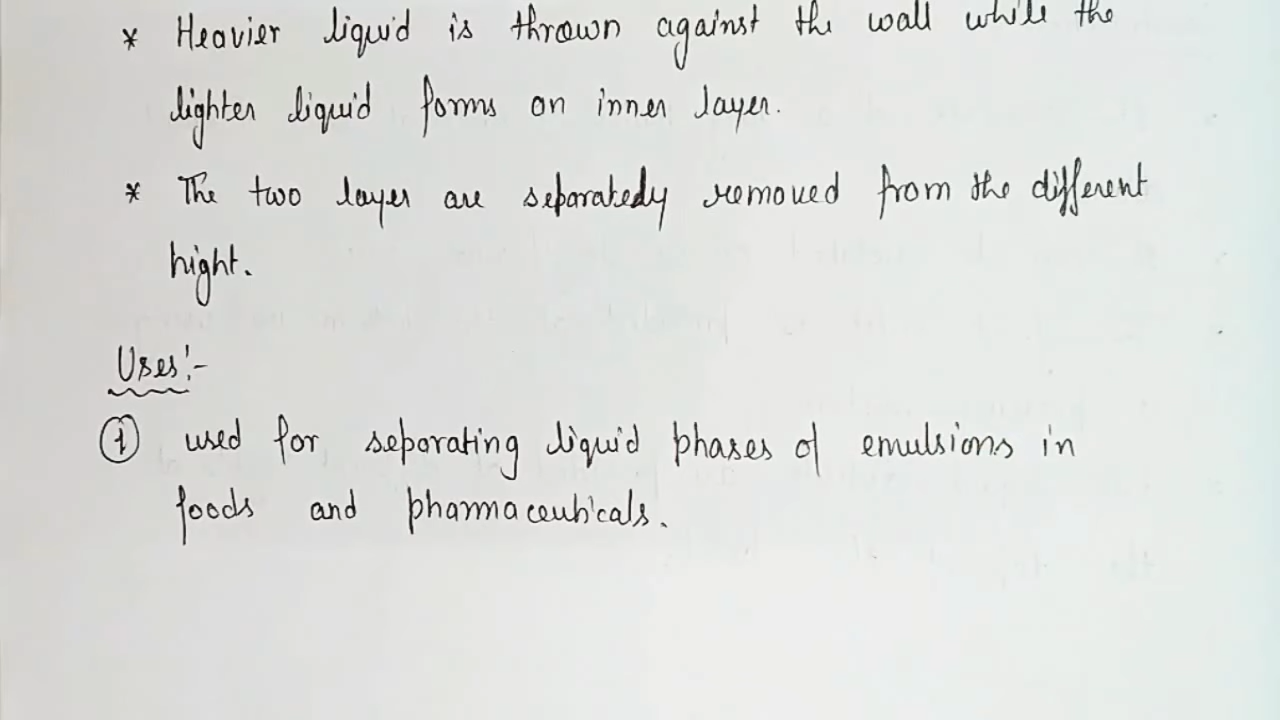 * Heavier liquid is thrown against the wall while the
lighter liquid forms an inner layer.
* The two layer are separatedy removed from the different
hight.
Uses:-
① used for separating liquid phases of emulsions in
foods and pharmaceuticals.